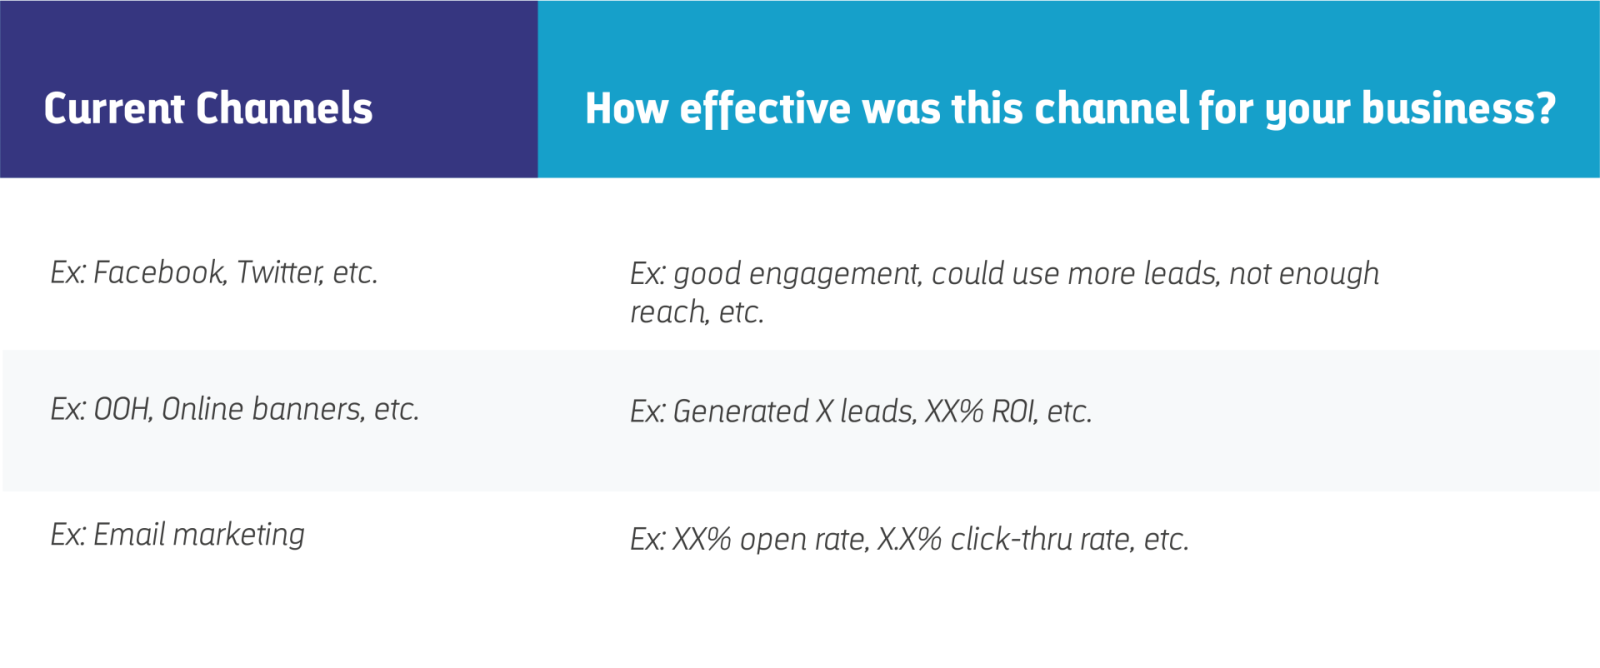 Current Channels
How effective was this channel for your business?
Ex: Facebook, Twitter, etc.
Ex: good engagement, could use more leads, not enough
reach, etc.
Ex: OOH, Online banners, etc.
Ex: Generated X leads, XX% ROI, etc.
Ex: Email marketing
Ex: XX% open rate, X.X% click-thru rate, etc.